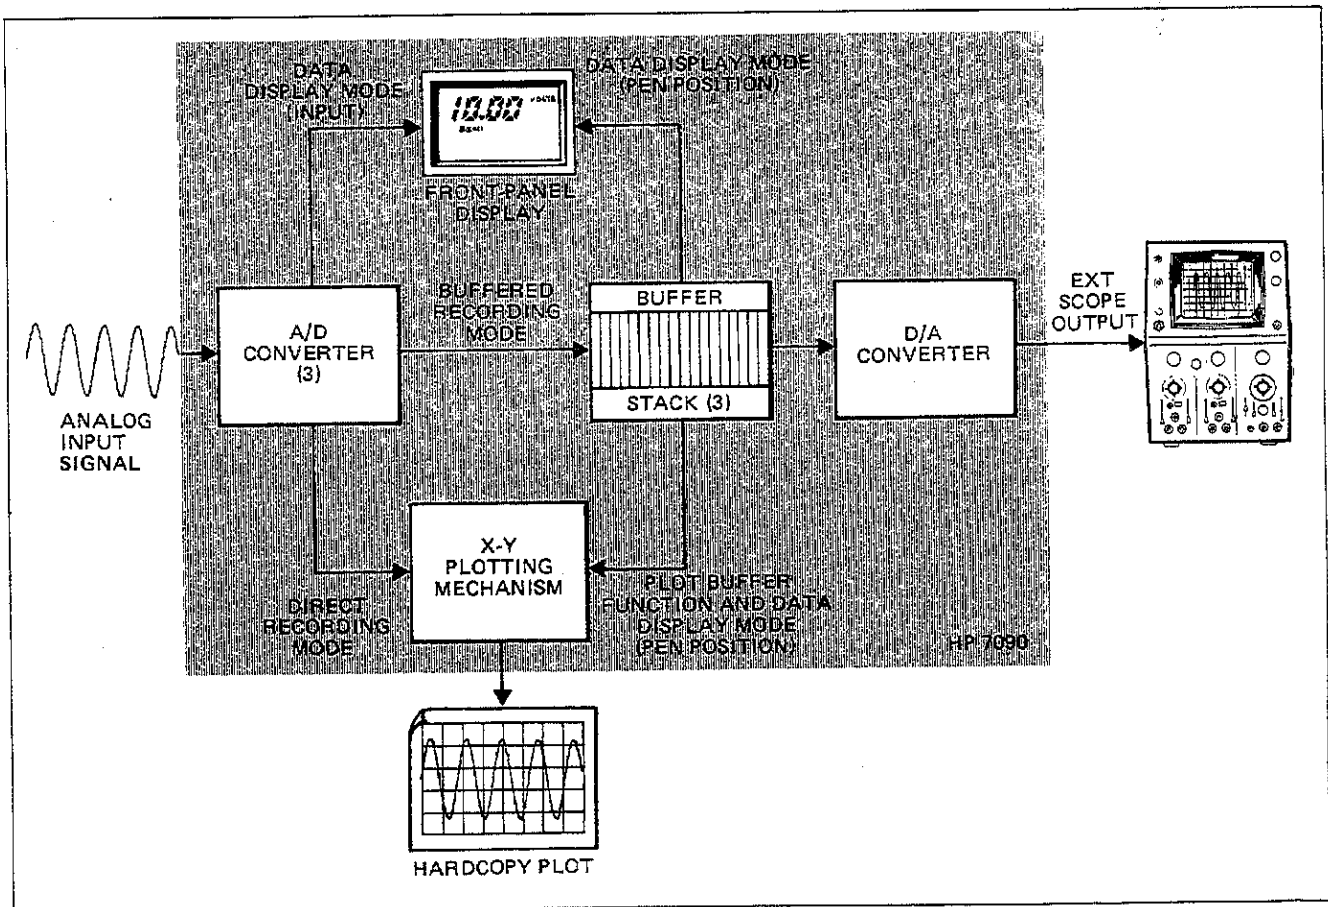 DATA
DISPLAY MODE
(INPUT)
DATA DISPLAY MODE
(PEN POSITION)
10.00
VOLTS
FRONT-PANEL
DISPLAY
BUFFERED
RECORDING
MODE
BUFFER
STACK (3)
A/D
CONVERTER
(3)
D/A
CONVERTER
EXT
SCOPE
OUTPUT
ANALOG
INPUT
SIGNAL
X-Y
PLOTTING
MECHANISM
DIRECT
RECORDING
MODE
PLOT BUFFER
FUNCTION AND DATA
DISPLAY MODE
(PEN POSITION)
HP 7090
HARDCOPY PLOT